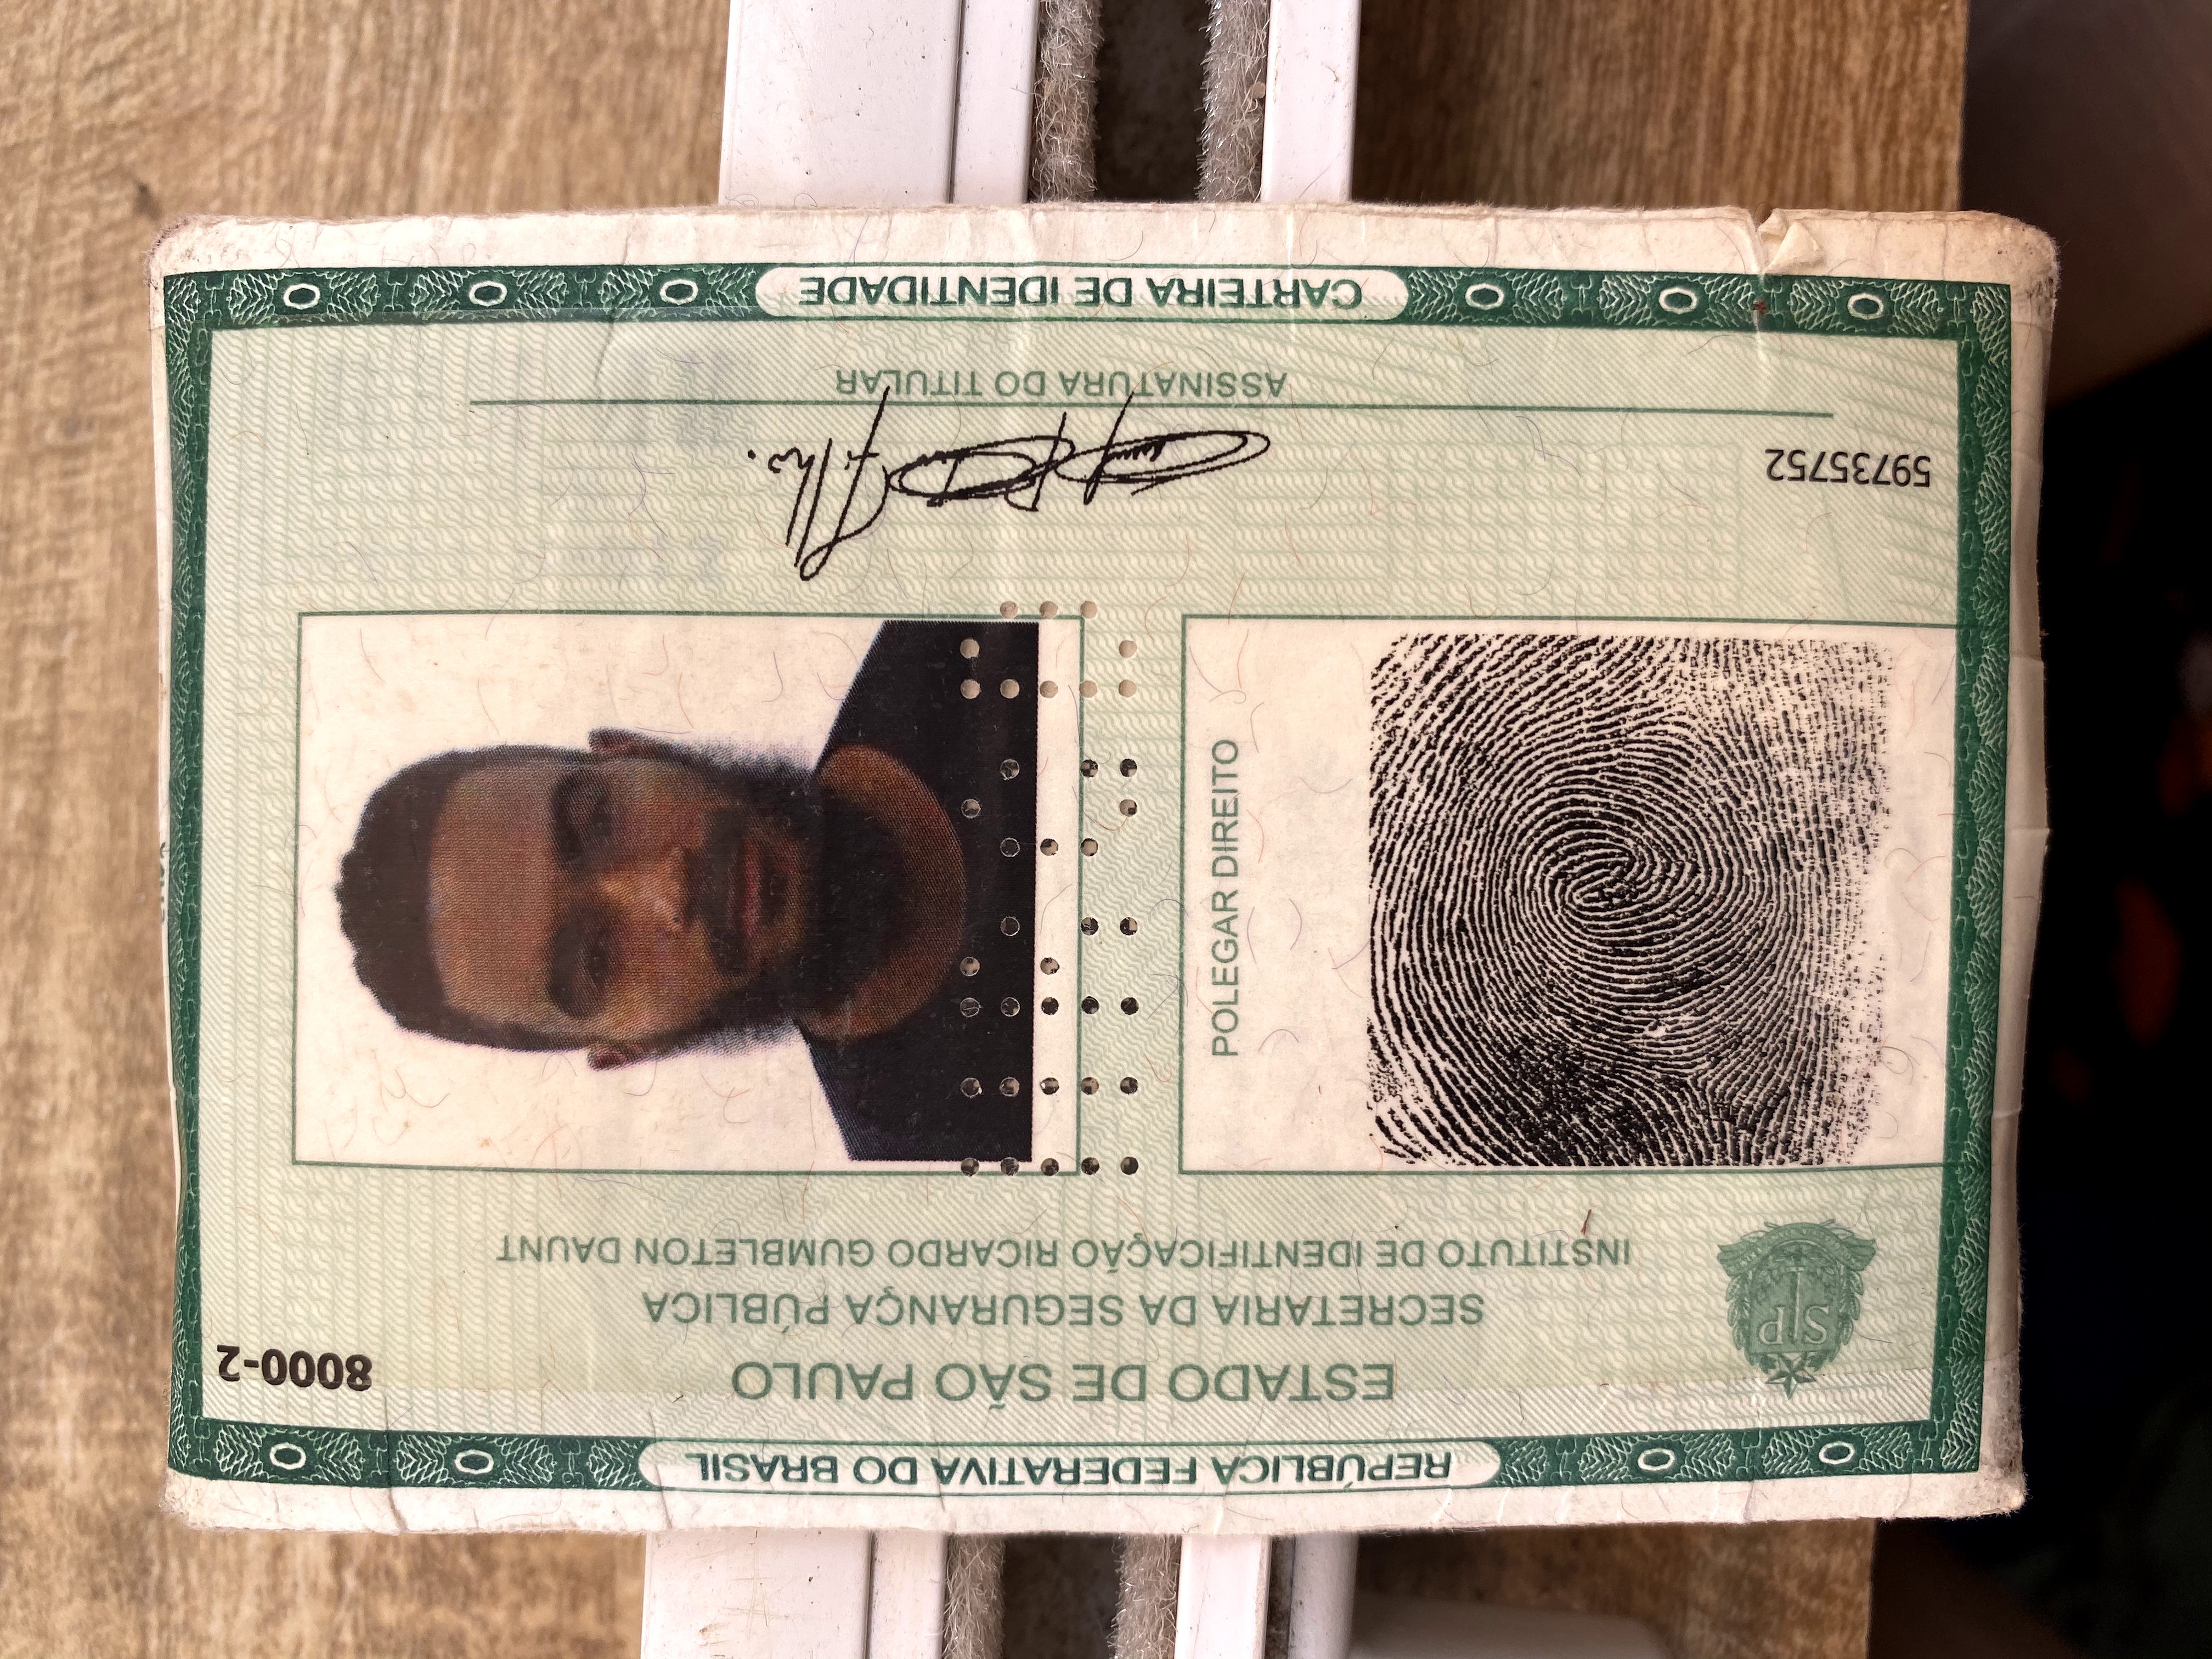 REPÚBLICA FEDERATIVA DO BRASIL
8000-2
ESTADO DE SÃO PAULO
SECRETARIA DA SEGURANÇA PÚBLICA
INSTITUTO DE IDENTIFICAÇÃO RICARDO GUMBLETON DAUNT
SP
POLEGAR DIREITO
59735752
ASSINATURA DO TITULAR
CARTEIRA DE IDENTIDADE